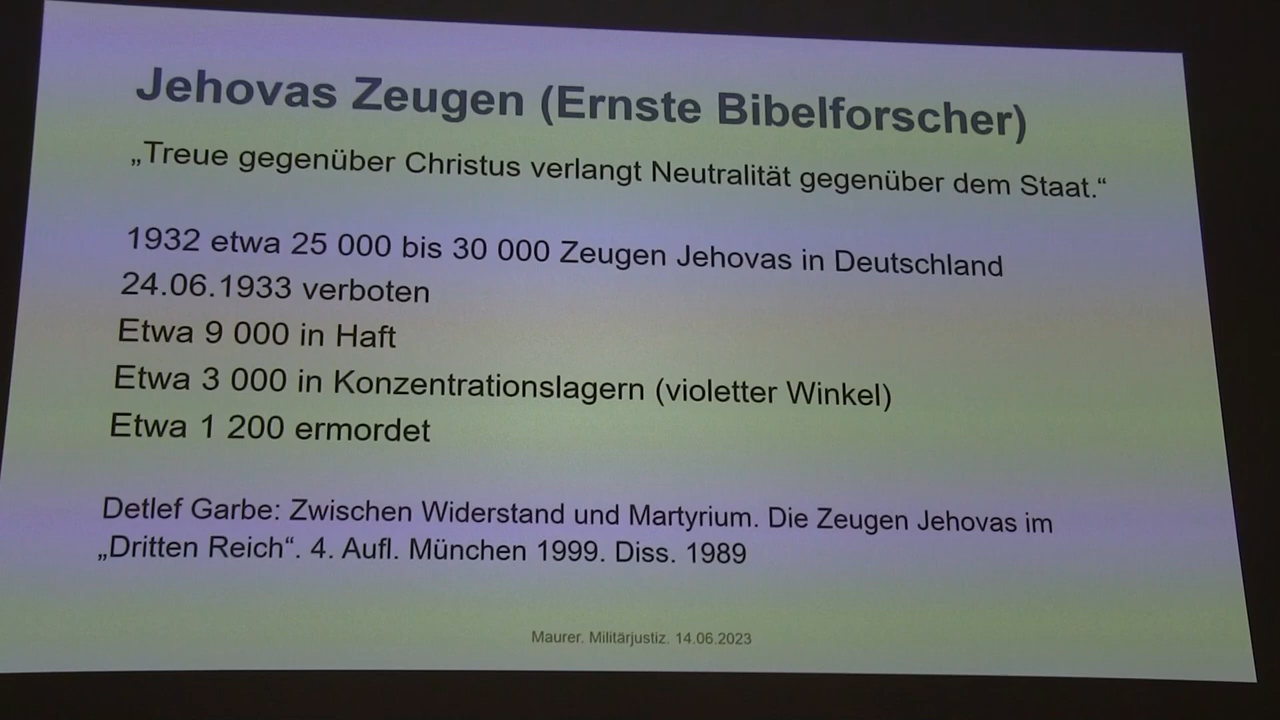 Jehovas Zeugen (Ernste Bibelforscher)
„Treue gegenüber Christus verlangt Neutralität gegenüber dem Staat.“
1932 etwa 25 000 bis 30 000 Zeugen Jehovas in Deutschland
24.06.1933 verboten
Etwa 9 000 in Haft
Etwa 3 000 in Konzentrationslagern (violetter Winkel)
Etwa 1 200 ermordet
Detlef Garbe: Zwischen Widerstand und Martyrium. Die Zeugen Jehovas im
„Dritten Reich“. 4. Aufl. München 1999. Diss. 1989
Maurer. Militärjustiz. 14.06.2023